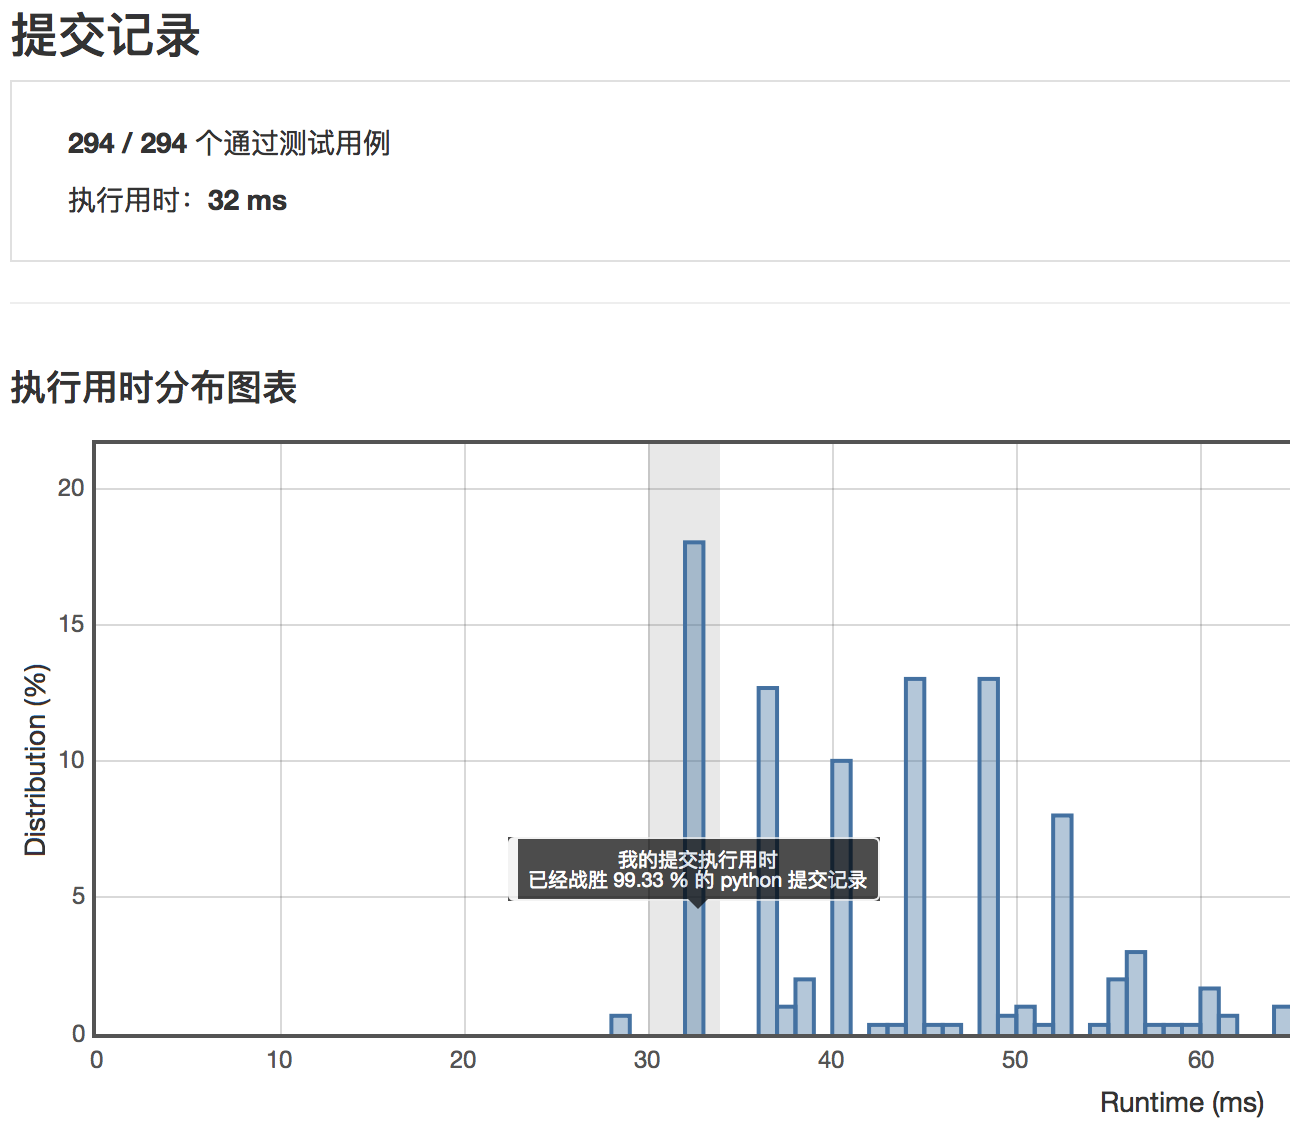 提交记录
294 / 294 个通过测试用例
执行用时：32 ms
执行用时分布图表
20
15
10
5
0
Distribution (%)
我的提交执行用时
已经战胜 99.33 % 的 python 提交记录
0 10 20 30 40 50 60
Runtime (ms)